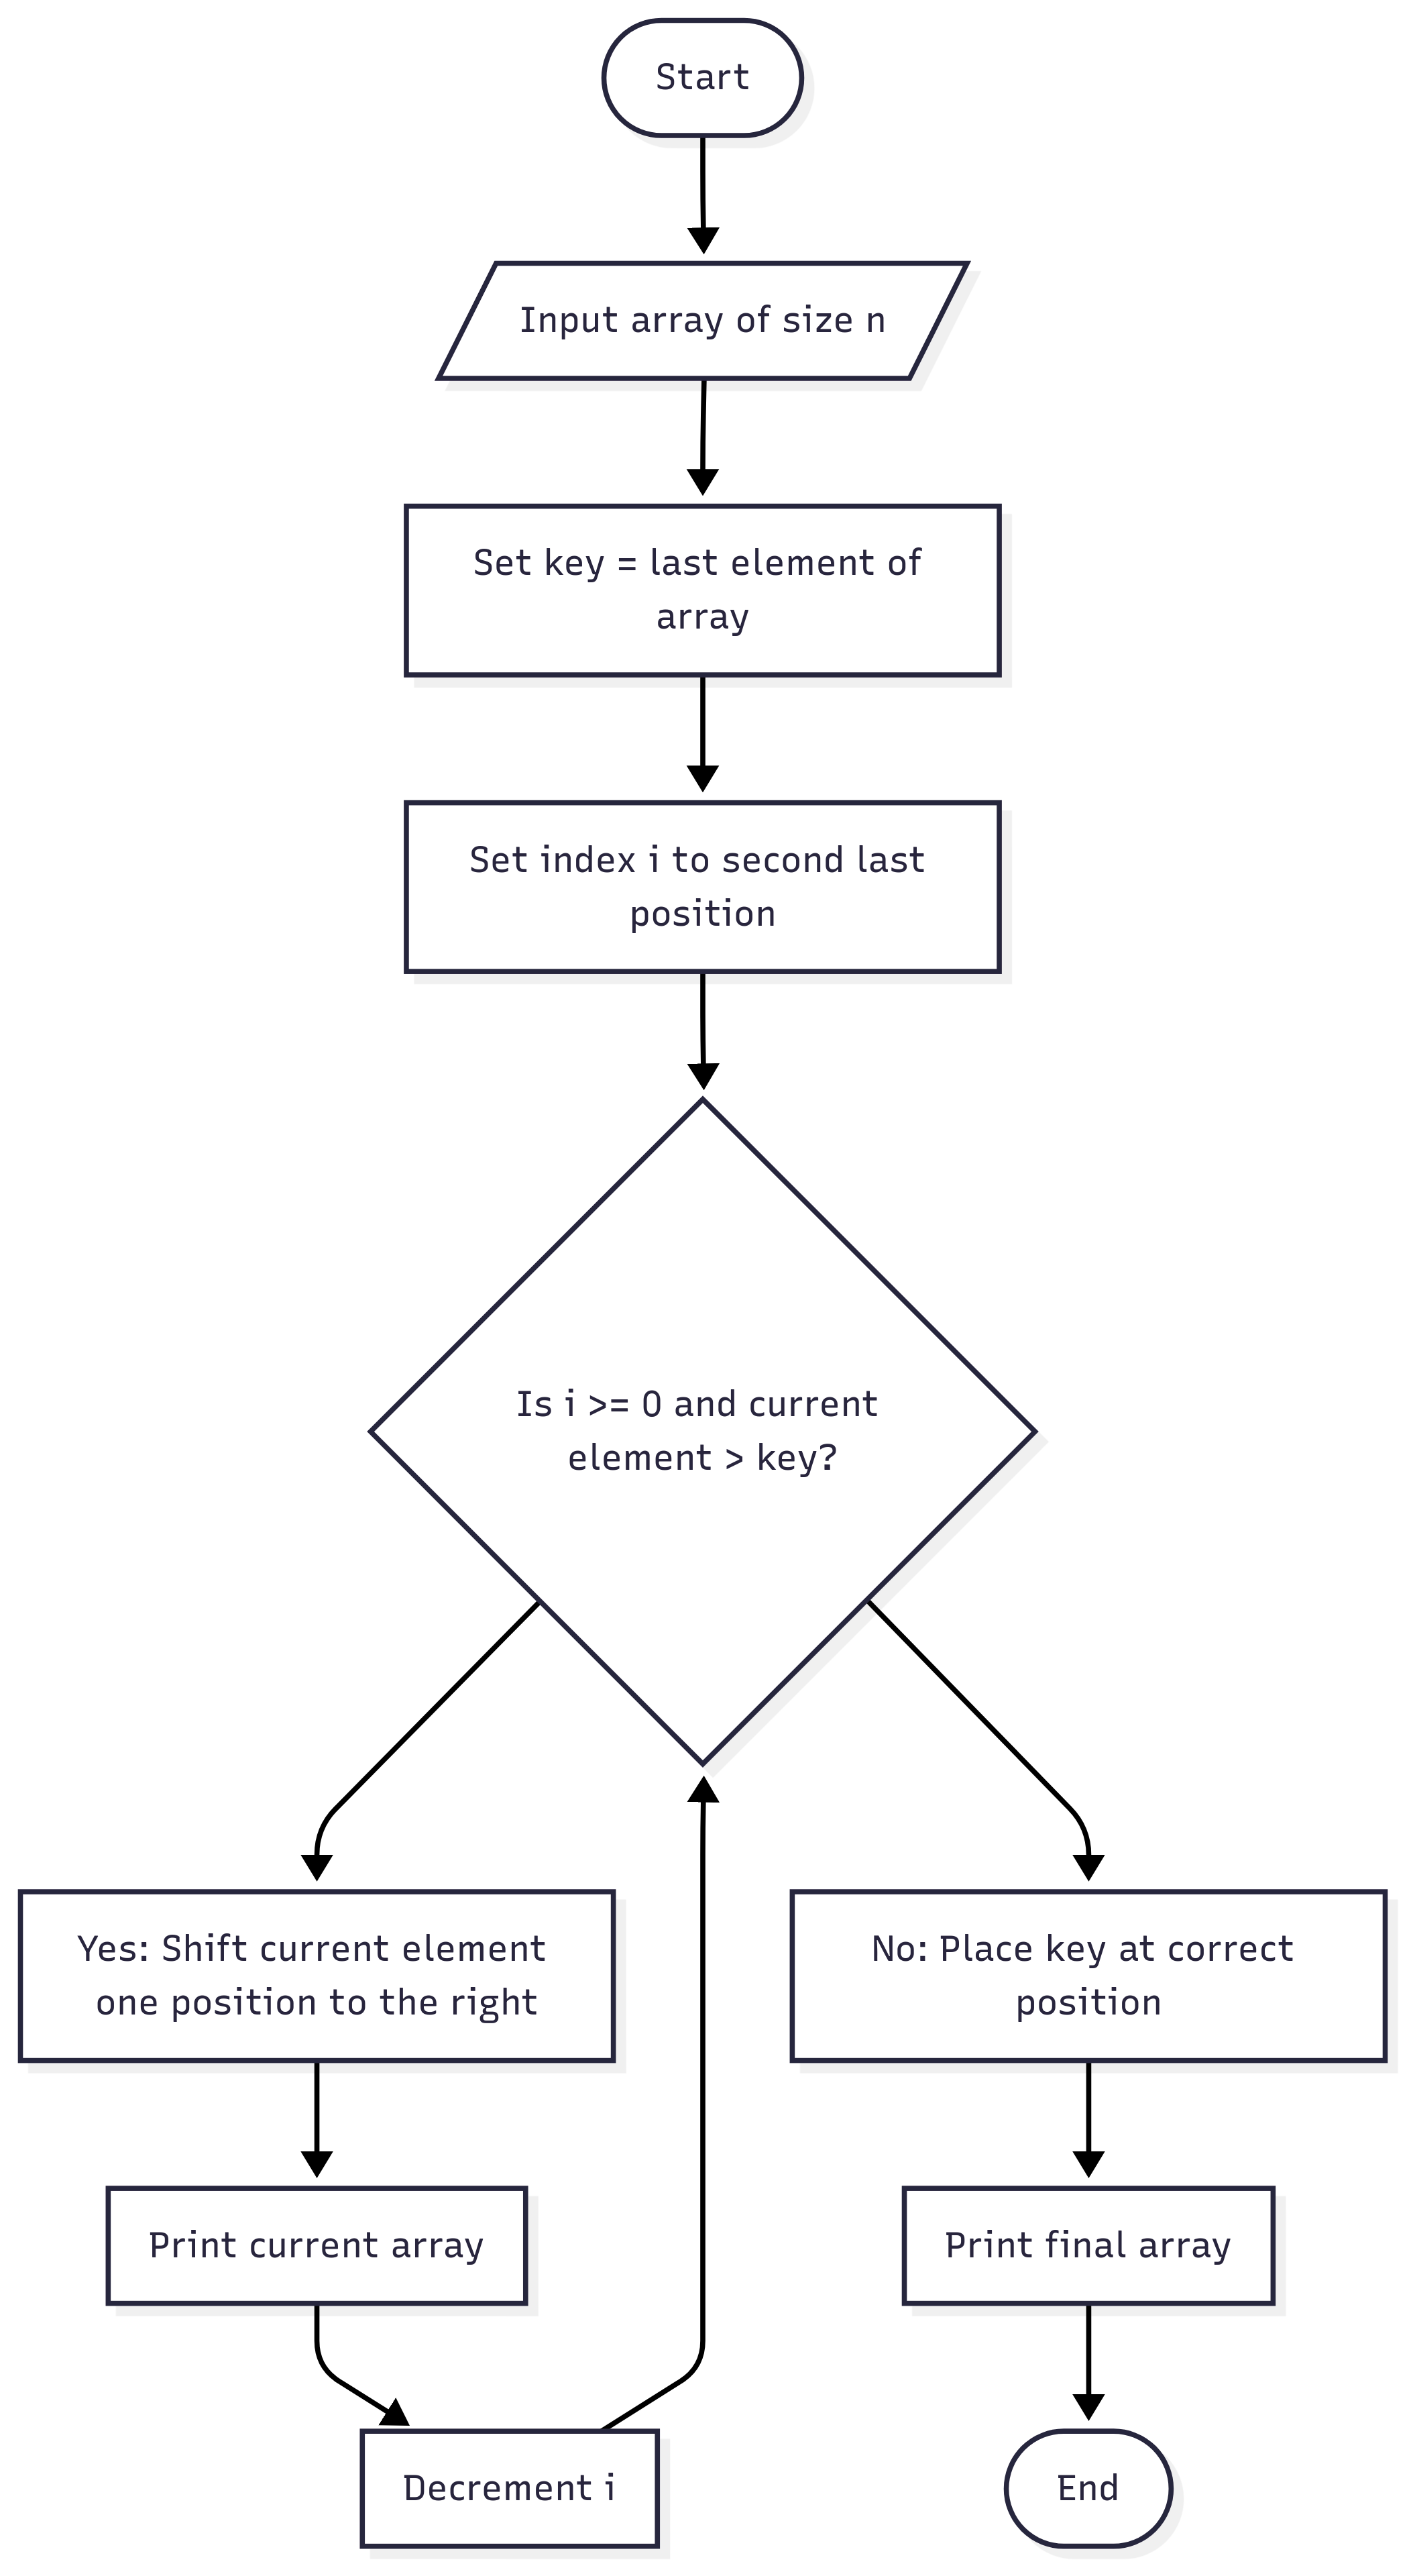 Start
Input array of size n
Set key = last element of
array
Set index i to second last
position
Is i >= 0 and current
element > key?
Yes: Shift current element
one position to the right
No: Place key at correct
position
Print current array
Print final array
Decrement i
End